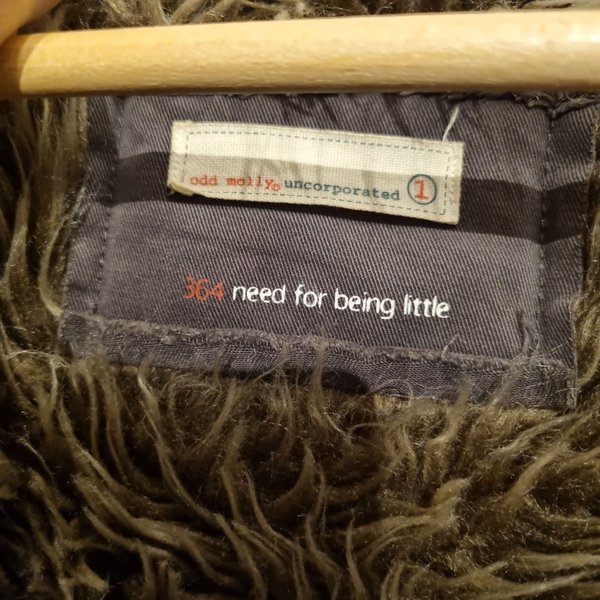 odd molly© uncorporated 1
364 need for being little